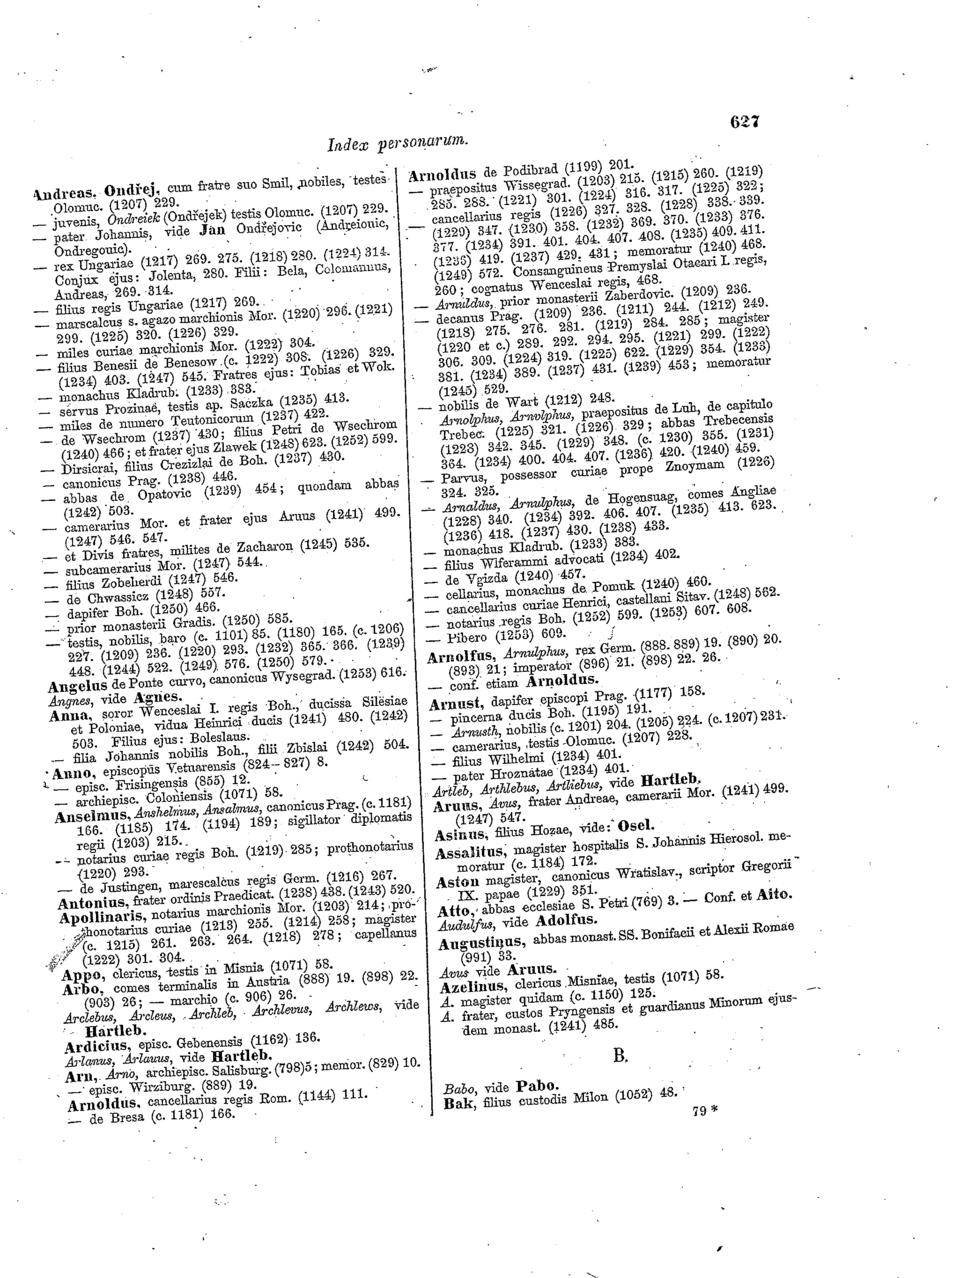 627
Index personarum.
Andreas, Ondřej, cum fratre suo Smil, nobiles, testes
Olomuc. (1207) 229.
— juvenis, Ondreiek (Ondřejek) testis Olomuc. (1207) 229.
— pater Johannis, vide Jan Ondřejovic (Andreionic,
Ondregouic).
— rex Ungariae (1217) 269. 275. (1218) 280. (1224) 314.
Conjux ejus: Jolenta, 280. Filii: Bela, Colomannus,
Andreas, 269. 314.
— filius regis Ungariae (1217) 269.
— marscalcus s. agazo marchionis Mor. (1220) 296. (1221)
299. (1225) 320. (1226) 329.
— miles curiae marchionis Mor. (1222) 304.
— filius Benesii de Benesow (c. 1222) 308. (1226) 329.
(1234) 403. (1247) 545. Fratres ejus: Tobias et Wok.
— monachus Kladrub. (1233) 383.
— servus Prozinae, testis ap. Saczka (1235) 413.
— miles de numero Teutonicorum (1237) 422.
— de Wsechrom (1237) 430; filius Petri de Wsechrom
(1240) 466; et frater ejus Zlawek (1248) 623. (1252) 599.
— Dirsicrai, filius Crezizlai de Boh. (1237) 430.
— canonicus Prag. (1238) 446.
— abbas de Opatovic (1239) 454; quondam abbas
(1242) 503.
— camerarius Mor. et frater ejus Aruus (1241) 499.
(1247) 546. 547.
— et Divis fratres, milites de Zacharon (1245) 535.
— subcamerarius Mor. (1247) 544.
— filius Zobeherdi (1247) 546.
— de Chwassicz (1248) 557.
— dapifer Boh. (1250) 466.
— prior monasterii Gradis. (1250) 585.
— testis, nobilis, baro (c. 1101) 85. (1180) 165. (c. 1206)
227. (1209) 236. (1220) 293. (1232) 365. 366. (1239)
448. (1244) 522. (1249) 576. (1250) 579.
Angelus de Ponte curvo, canonicus Wysegrad. (1253) 616.
Angnes, vide Agnes.
Anna, soror Wenceslai I. regis Boh., ducissa Silesiae
et Poloniae, vidua Heinrici ducis (1241) 480. (1242)
503. Filius ejus: Boleslaus.
— filia Johannis nobilis Boh., filii Zbislai (1242) 504.
Anno, episcopus Vetuarensis (824—827) 8.
— episc. Frisingensis (855) 12.
— archiepisc. Coloniensis (1071) 58.
Anselmus, Anshelmus, Ansalmus, canonicus Prag. (c. 1181)
166. (1185) 174. (1194) 189; sigillator diplomatis
regii (1203) 215.
— notarius curiae regis Boh. (1219) 285; prothonotarius
(1220) 293.
— de Justingen, marescalcus regis Germ. (1216) 267.
Antonius, frater ordinis Praedicat. (1238) 438. (1243) 520.
Apollinaris, notarius marchionis Mor. (1203) 214; pro-
thonotarius curiae (1213) 255. (1214) 258; magister
(c. 1215) 261. 263. 264. (1218) 278; capellanus
(1222) 301. 304.
Appo, clericus, testis in Misnia (1071) 58.
Arbo, comes terminalis in Austria (888) 19. (898) 22.
(903) 26; — marchio (c. 906) 26.
Arclebus, Arcleus, Archleb, Archlevus, Archlews, vide
Hartleb.
Ardicius, episc. Gebenensis (1162) 136.
Arlanus, Arlauus, vide Hartleb.
Arn, Arno, archiepisc. Salisburg. (798) 5; memor. (829) 10.
— episc. Wirziburg. (889) 19.
Arnoldus, cancellarius regis Rom. (1144) 111.
— de Bresa (c. 1181) 166.
Arnoldus de Podibrad (1199) 201.
— praepositus Wissegrad. (1203) 215. (1215) 260. (1219)
285. 288. (1221) 301. (1224) 316. 317. (1225) 322;
cancellarius regis (1226) 327. 328. (1228) 338. 339.
(1229) 347. (1230) 358. (1232) 369. 370. (1233) 376.
377. (1234) 391. 401. 404. 407. 408. (1235) 409. 411.
(1236) 419. (1237) 429. 431; memoratur (1240) 468.
(1249) 572. Consanguineus Premyslai Otacari I. regis,
260; cognatus Wenceslai regis, 468.
— Arnuldus, prior monasterii Zaberdovic. (1209) 236.
— decanus Prag. (1209) 236. (1211) 244. (1212) 249.
(1218) 275. 276. 281. (1219) 284. 285; magister
(1220 et c.) 289. 292. 294. 295. (1221) 299. (1222)
306. 309. (1224) 319. (1225) 622. (1229) 354. (1233)
381. (1234) 389. (1237) 431. (1239) 453; memoratur
(1245) 529.
— nobilis de Wart (1212) 248.
— Arnolphus, Arnvlphus, praepositus de Luh, de capitulo
Trebec. (1225) 321. (1226) 329; abbas Trebecensis
(1223) 342. 345. (1229) 348. (c. 1230) 355. (1231)
364. (1234) 400. 404. 407. (1236) 420. (1240) 459.
— Parvus, possessor curiae prope Znoymam (1226)
324. 325.
— Arnaldus, Arnulphus, de Hogensuag, comes Angliae
(1228) 340. (1234) 392. 406. 407. (1235) 413. 623.
(1236) 418. (1237) 430. (1238) 433.
— monachus Kladrub. (1233) 383.
— filius Wiferammi advocati (1234) 402.
— de Vgizda (1240) 457.
— cellarius, monachus de Pomuk (1240) 460.
— cancellarius curiae Henrici, castellani Sitav. (1248) 562.
— notarius regis Boh. (1252) 599. (1253) 607. 608.
— Pibero (1253) 609.
Arnolfus, Arnulphus, rex Germ. (888. 889) 19. (890) 20.
(893) 21; imperator (896) 21. (898) 22. 26.
— conf. etiam Arnoldus.
Arnust, dapifer episcopi Prag. (1177) 158.
— pincerna ducis Boh. (1195) 191.
— Arnusth, nobilis (c. 1201) 204. (1205) 224. (c. 1207) 231.
— camerarius, testis Olomuc. (1207) 228.
— filius Wilhelmi (1234) 401.
— pater Hroznatae (1234) 401.
Artleb, Arthlebus, Artliebus, vide Hartleb.
Aruus, Avus, frater Andreae, camerarii Mor. (1241) 499.
(1247) 547.
Asinus, filius Hozae, vide: Osel.
Assalitus, magister hospitalis S. Johannis Hierosol. me-
moratur (c. 1184) 172.
Aston magister, canonicus Wratislav., scriptor Gregorii
IX. papae (1229) 351.
Atto, abbas ecclesiae S. Petri (769) 3. — Conf. et Aito.
Audulfus, vide Adolfus.
Augustinus, abbas monast. SS. Bonifacii et Alexii Romae
(991) 33.
Avus vide Aruus.
Azelinus, clericus Misniae, testis (1071) 58.
A. magister quidam (c. 1150) 125.
A. frater, custos Pryngensis et guardianus Minorum ejus-
dem monast. (1241) 485.
B.
Babo, vide Pabo.
Bak, filius custodis Milon (1052) 48.
79*